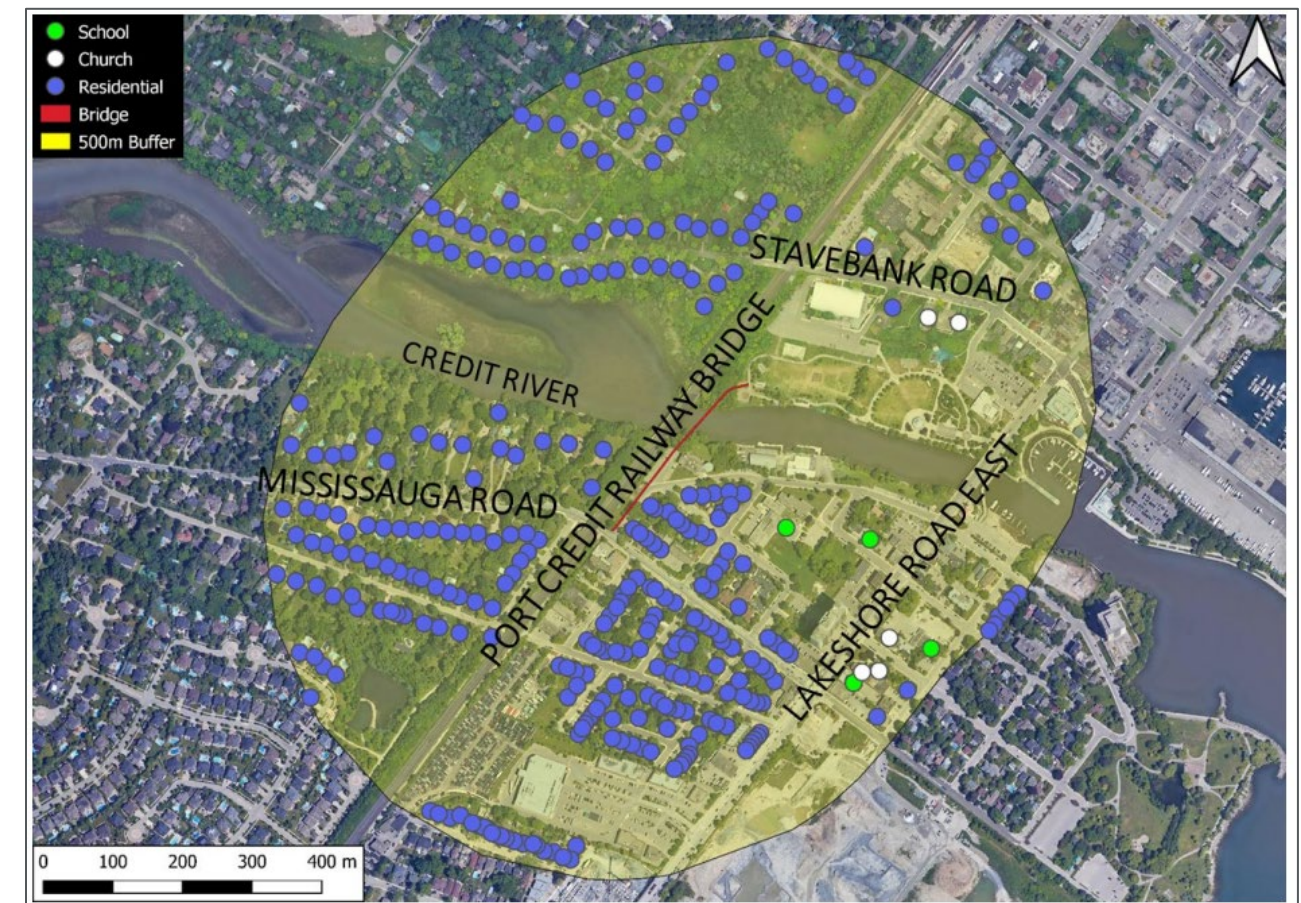 School
Church
Residential
Bridge
500m Buffer
STAVEBANK ROAD
CREDIT RIVER
PORT CREDIT RAILWAY BRIDGE
MISSISSAUGA ROAD
LAKESHORE ROAD EAST
0 100 200 300 400 m